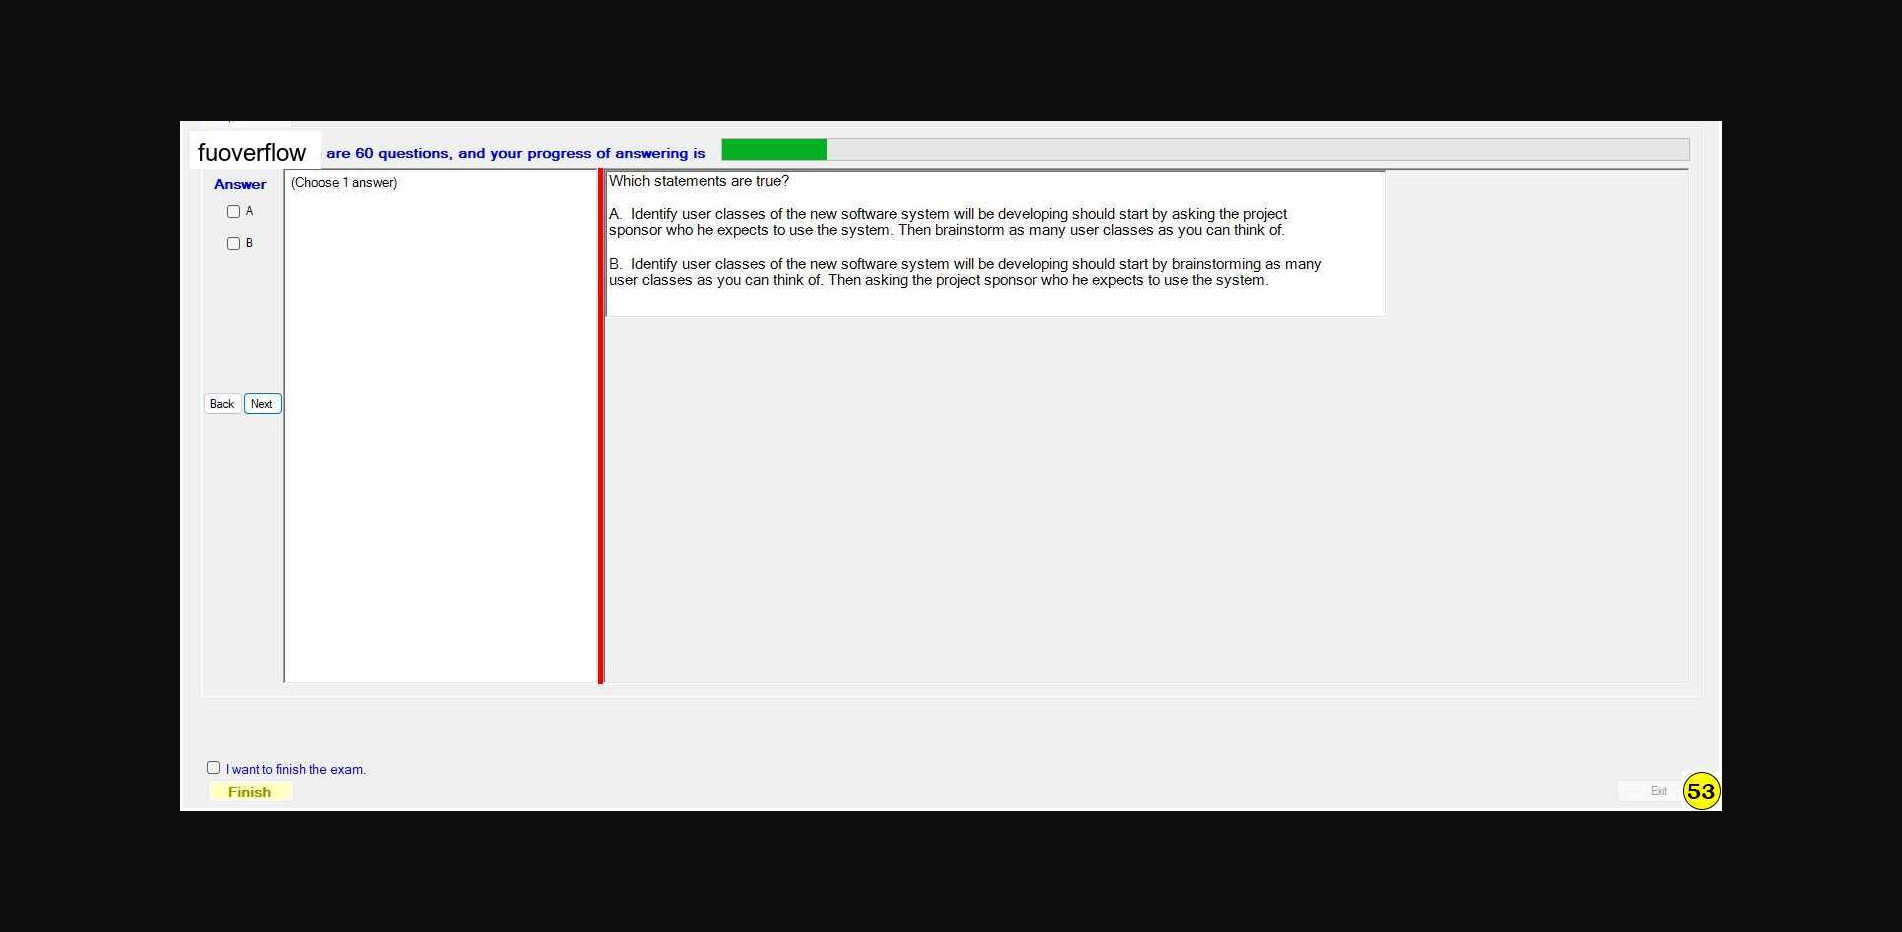 fuoverflow are 60 questions, and your progress of answering is
Answer
A
B
Back Next
(Choose 1 answer)
Which statements are true?
A. Identify user classes of the new software system will be developing should start by asking the project
sponsor who he expects to use the system. Then brainstorm as many user classes as you can think of.
B. Identify user classes of the new software system will be developing should start by brainstorming as many
user classes as you can think of. Then asking the project sponsor who he expects to use the system.
I want to finish the exam.
Finish
Exit
53